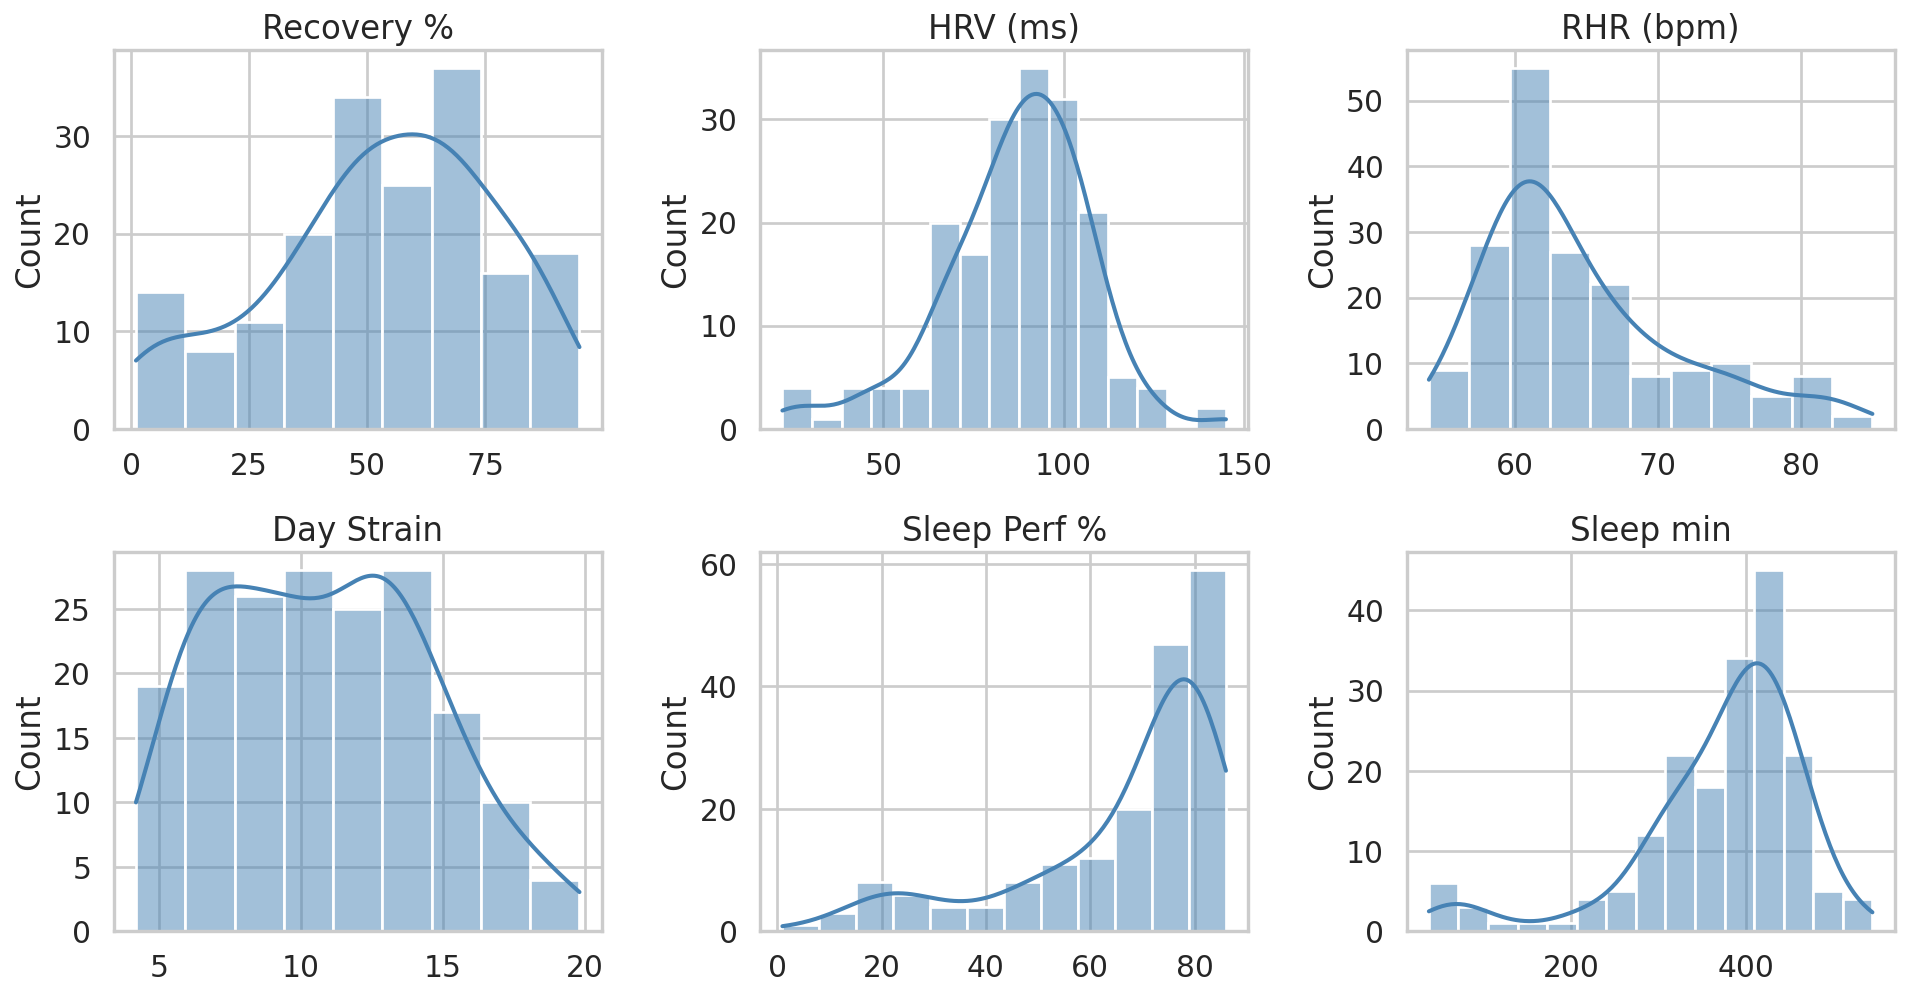 Recovery %
HRV (ms)
RHR (bpm)
Count
30
20
10
0
0 25 50 75
Count
30
20
10
0
50 100 150
Count
50
40
30
20
10
0
60 70 80
Day Strain
Sleep Perf %
Sleep min
Count
25
20
15
10
5
0
5 10 15 20
Count
60
40
20
0
0 20 40 60 80
Count
40
30
20
10
0
200 400